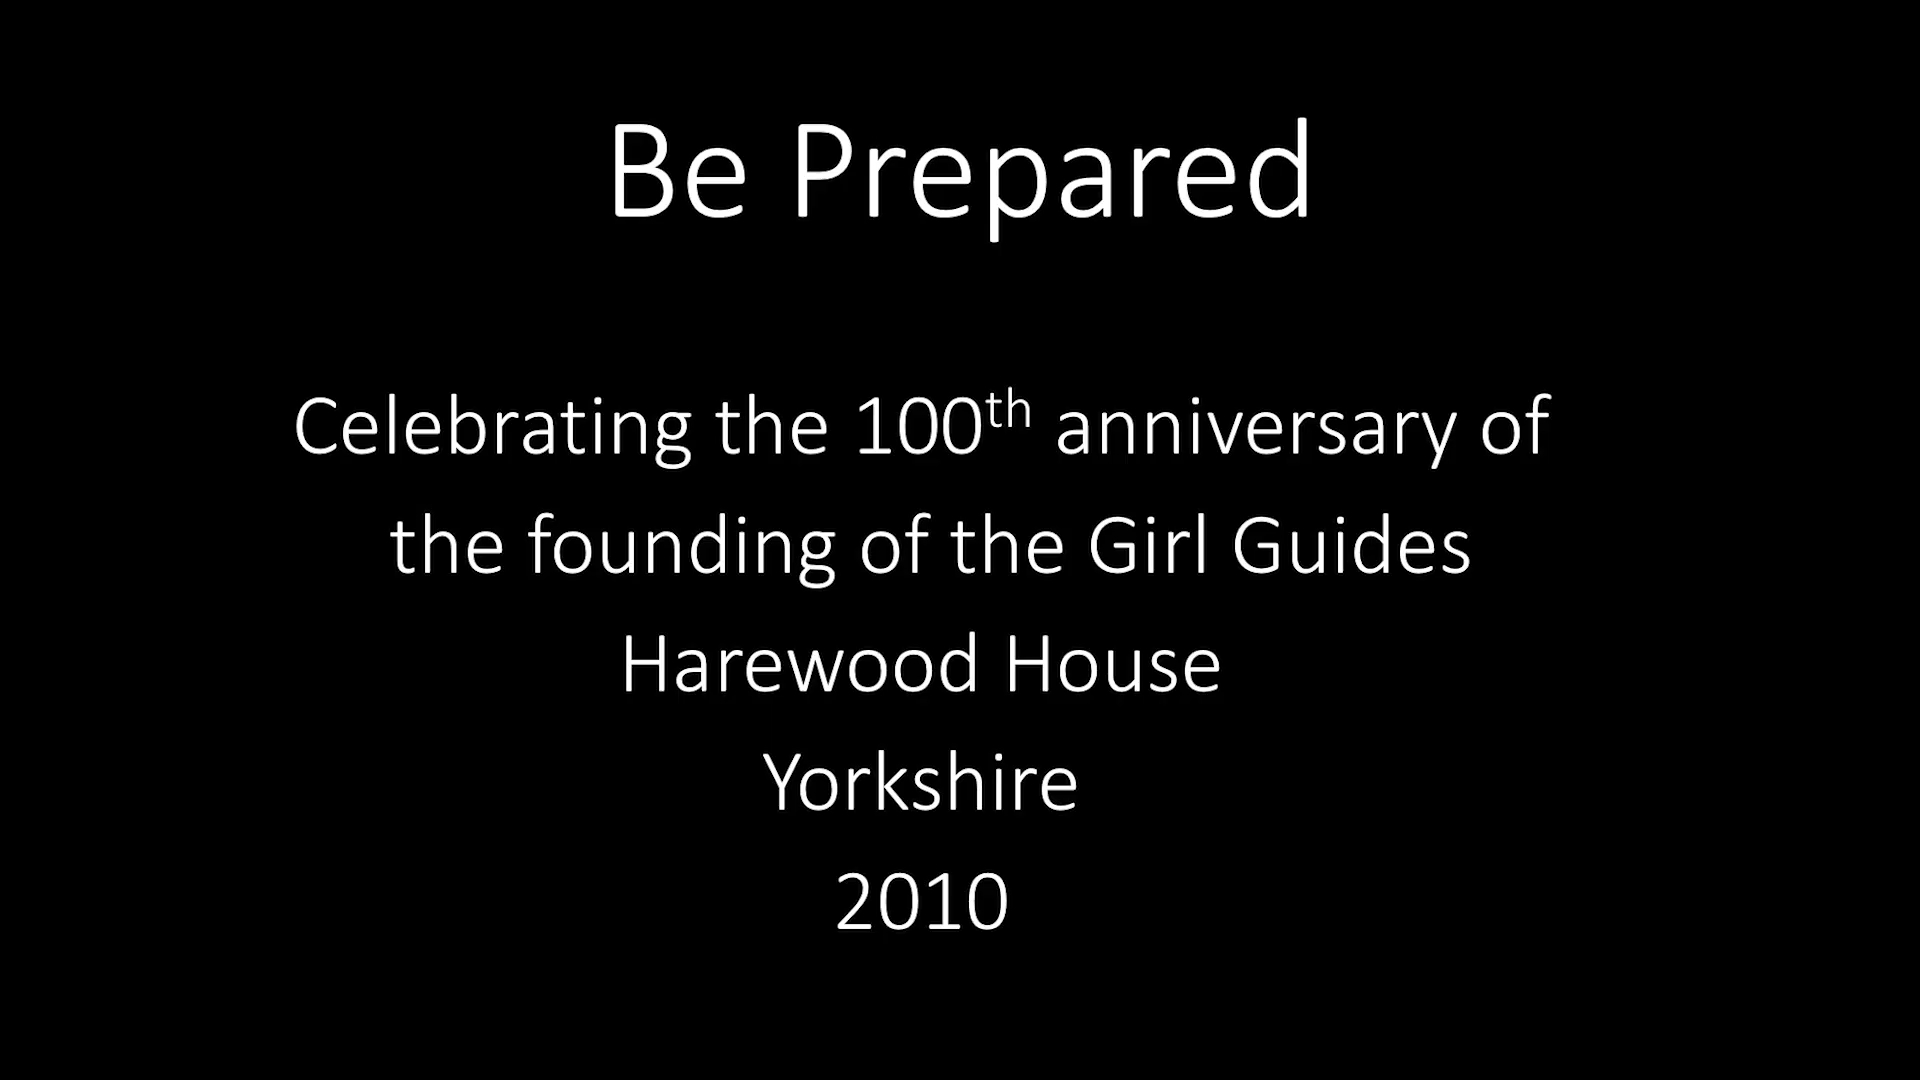 Be Prepared
Celebrating the 100th anniversary of
the founding of the Girl Guides
Harewood House
Yorkshire
2010